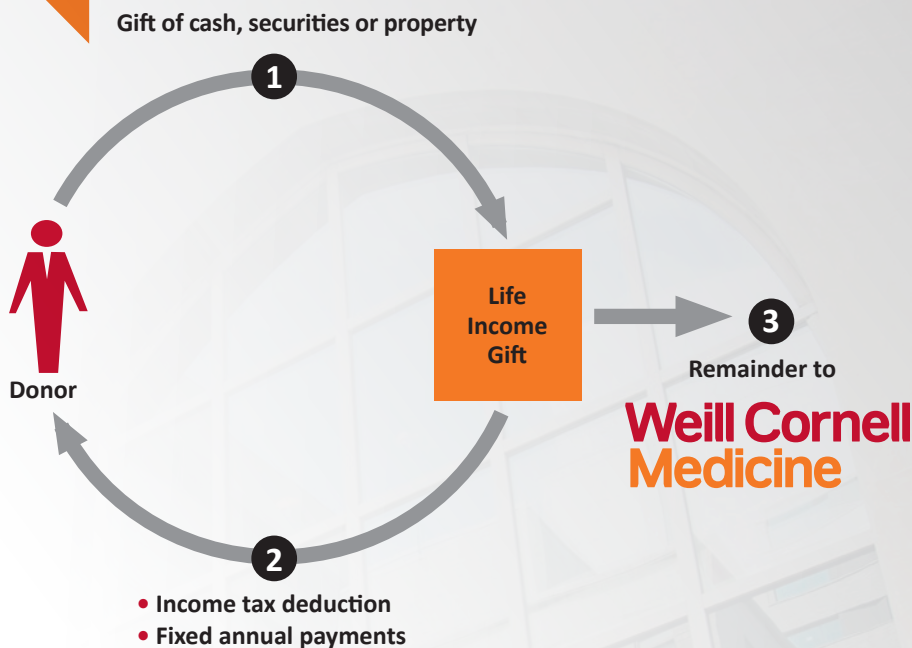 Gift of cash, securities or property
1
Life
Income
Gift
Donor
3
Remainder to
Weill Cornell
Medicine
2
• Income tax deduction
• Fixed annual payments